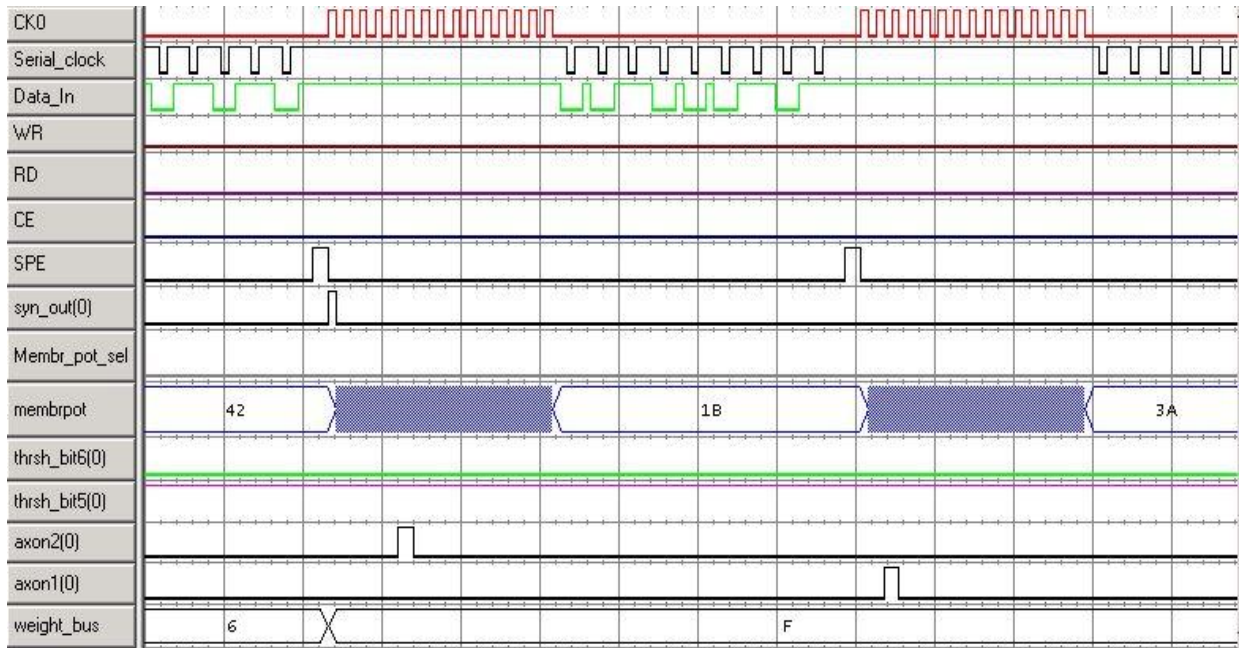 CK0
Serial_clock
Data_In
WR
RD
CE
SPE
syn_out(0)
Membr_pot_sel
membrpot 42 1B 3A
thrsh_bit6(0)
thrsh_bit5(0)
axon2(0)
axon1(0)
weight_bus 6 F